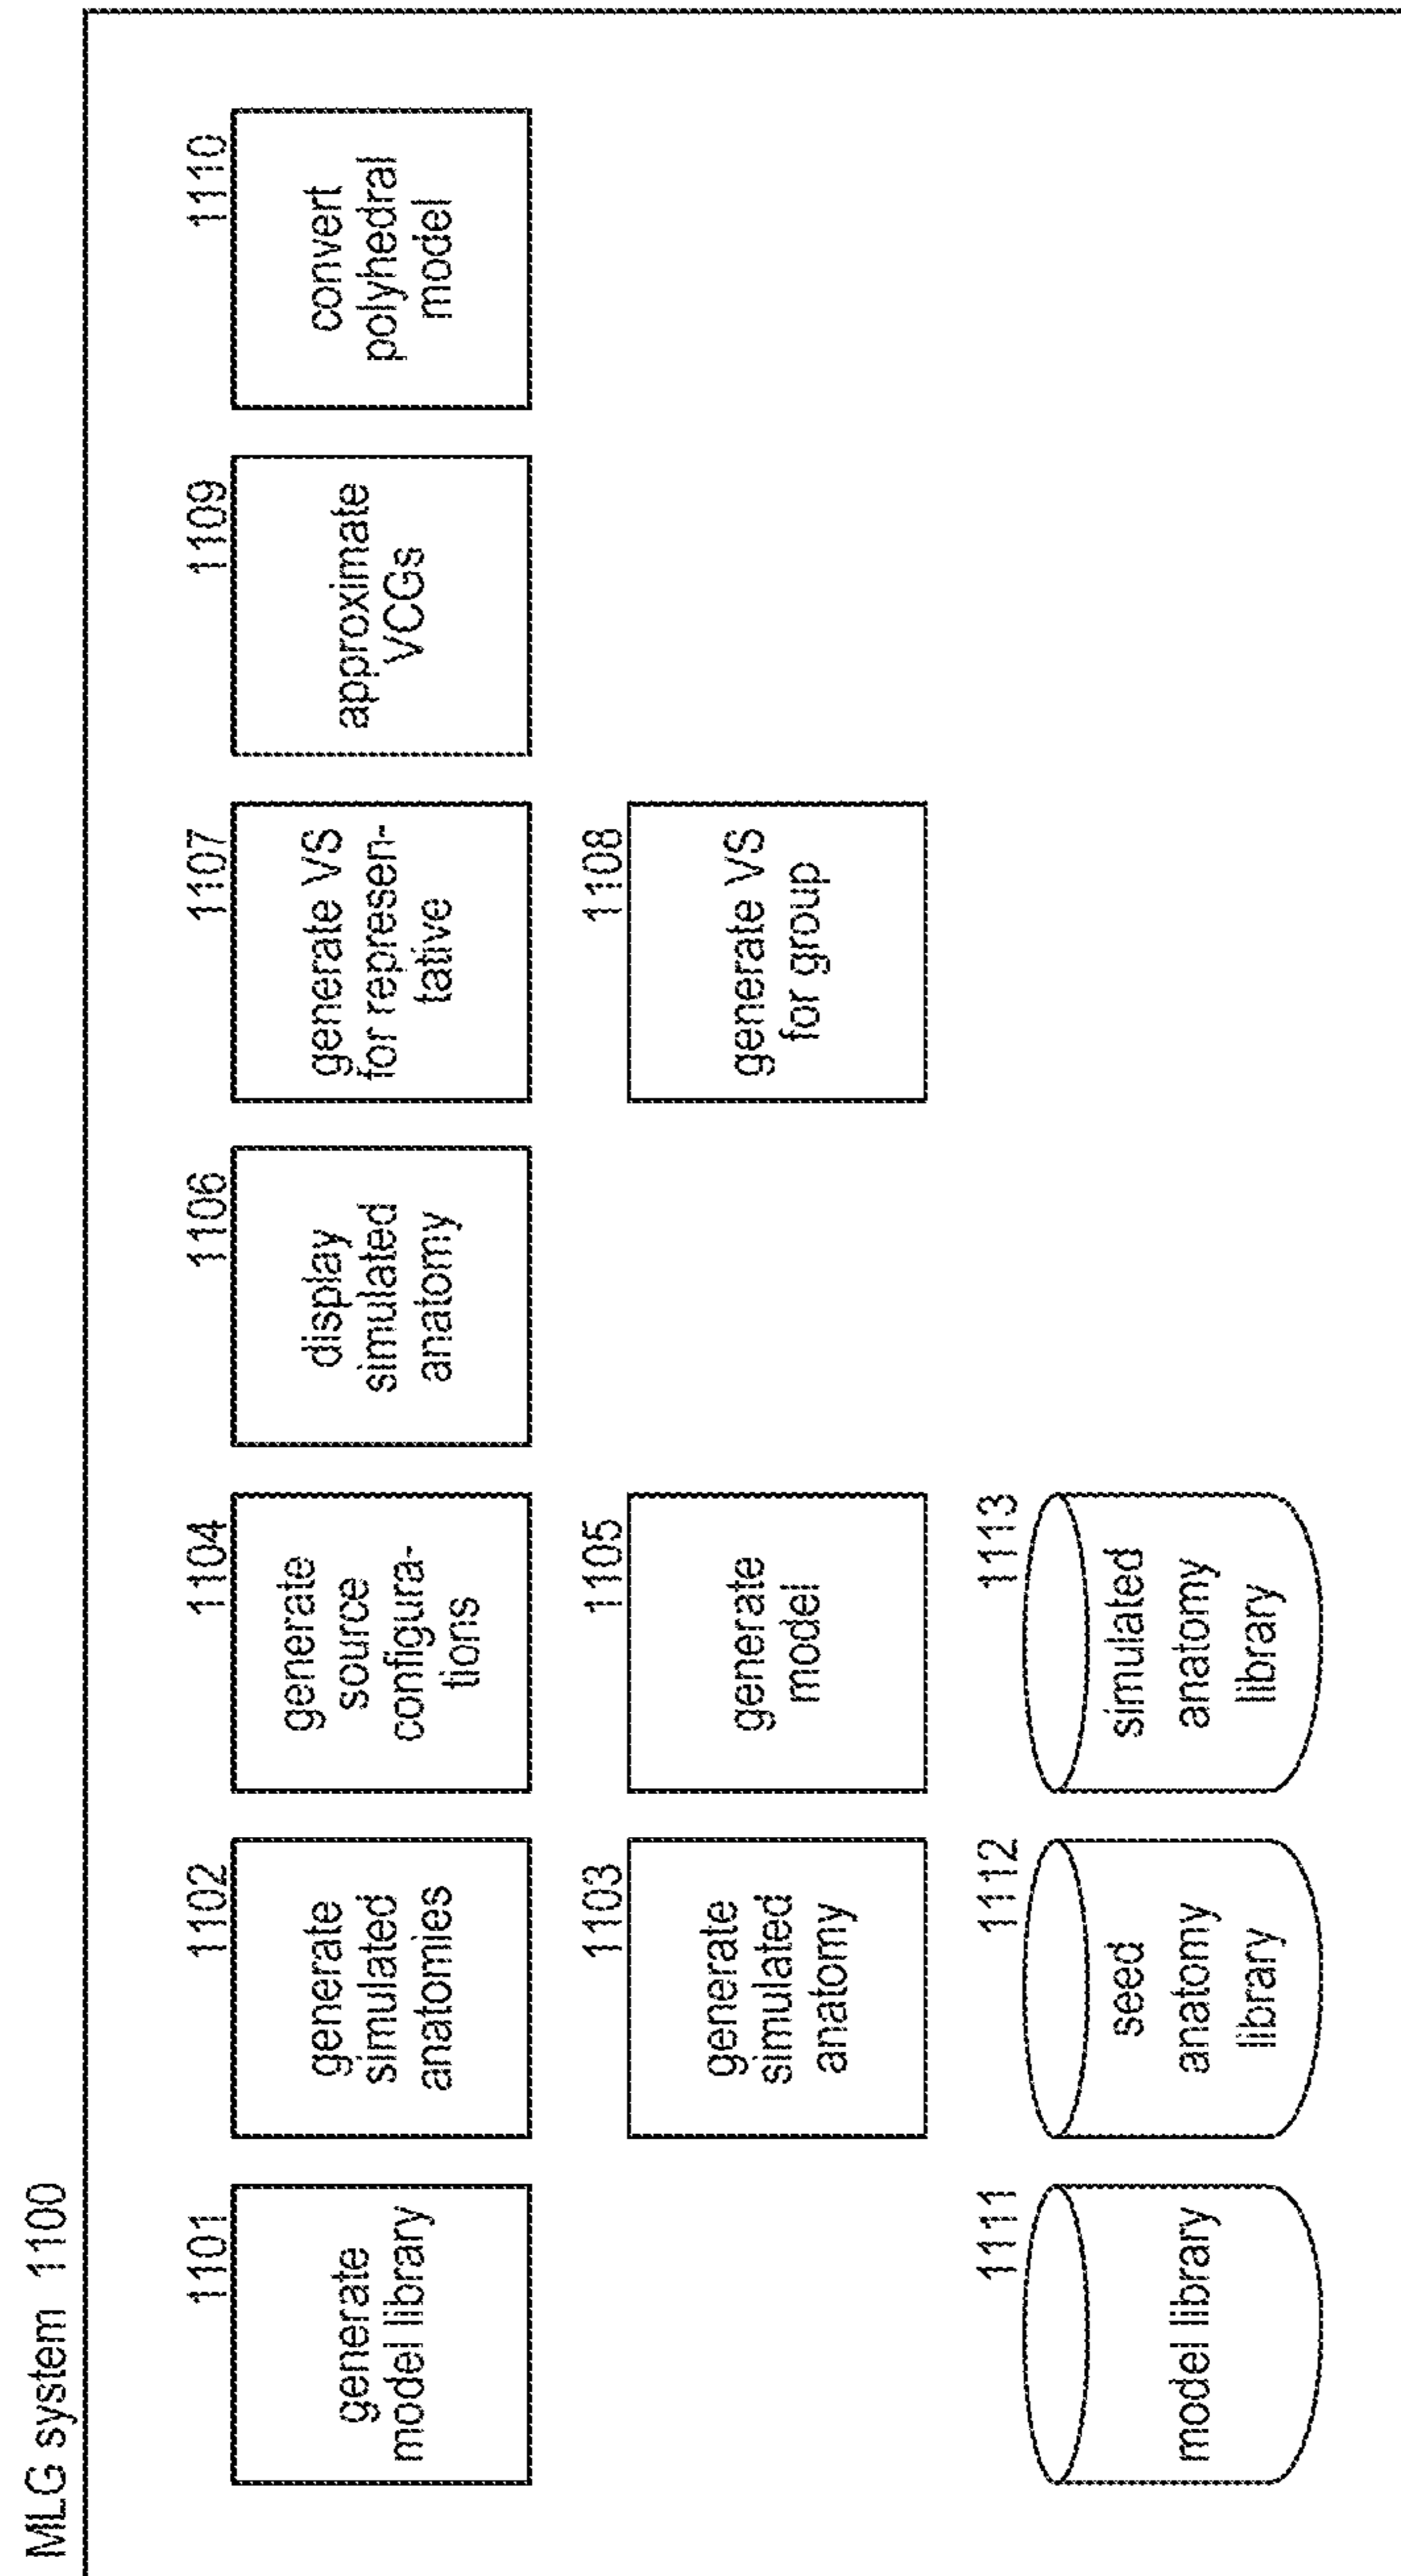 MLG system 1100
1101
generate
model library
1102
generate
simulated
anatomies
1104
generate
source
configura-
tions
1106
display
simulated
anatomy
1107
generate VS
for represen-
tative
1109
approximate
VCGs
1110
convert
polyhedral
model
1103
generate
simulated
anatomy
1105
generate
model
1108
generate VS
for group
1111
model library
1112
seed
anatomy
library
1113
simulated
anatomy
library